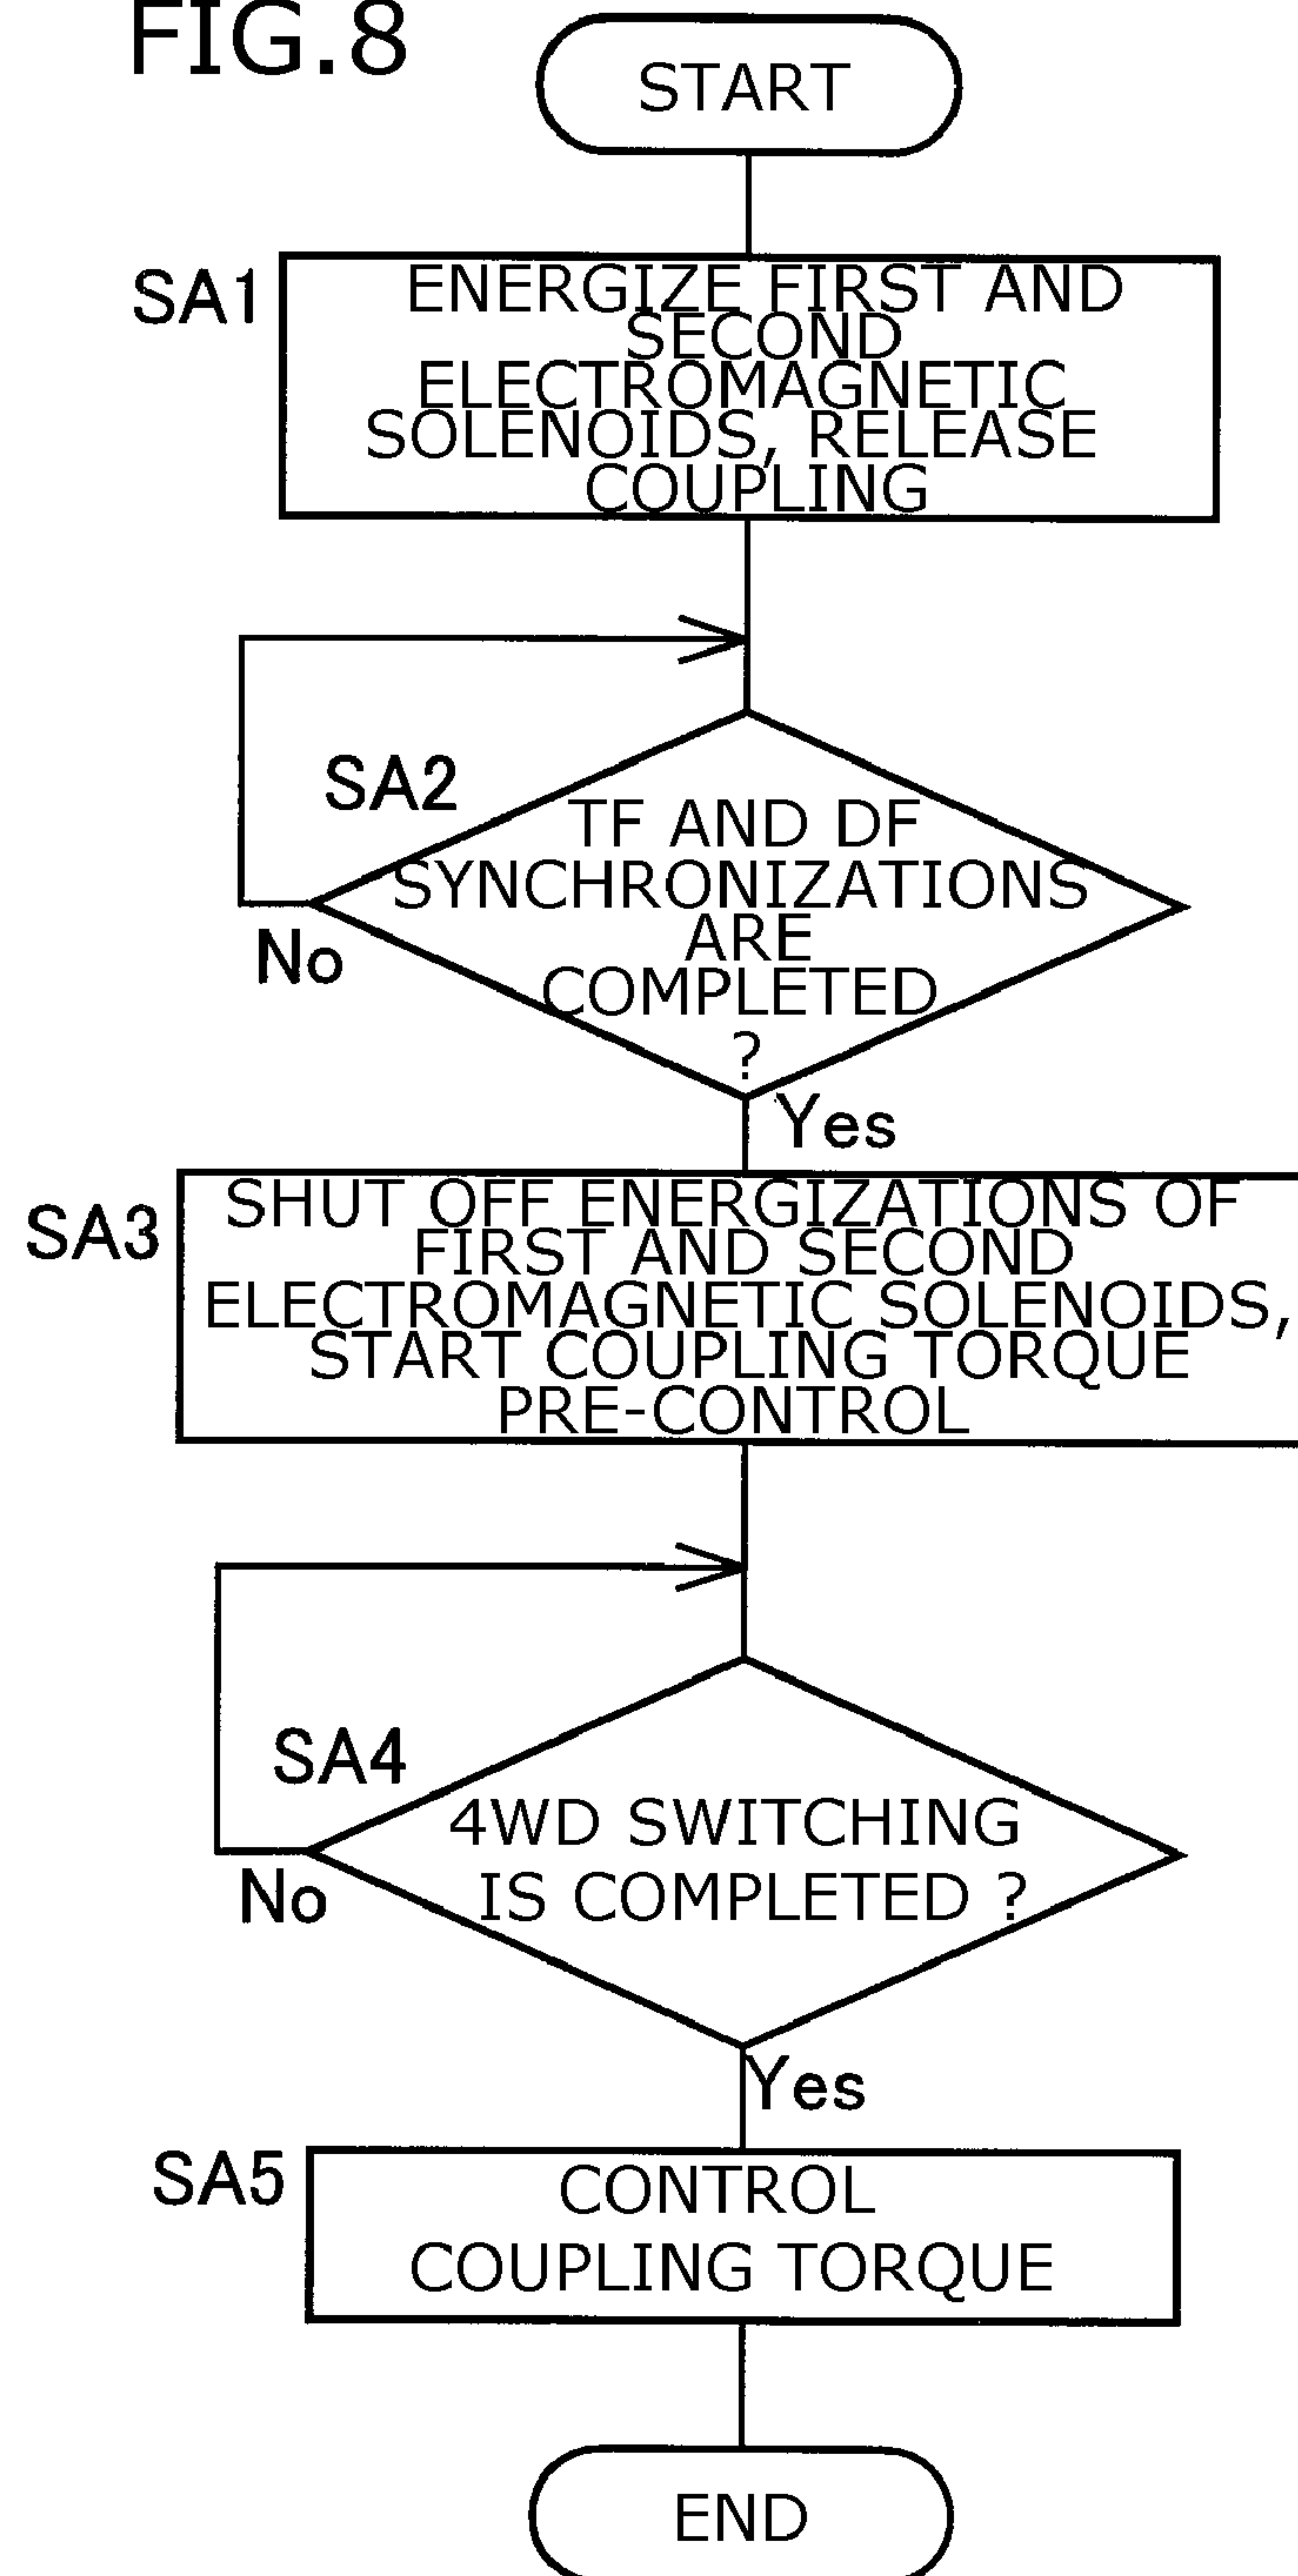 FIG.8
START
SA1
ENERGIZE FIRST AND
SECOND
ELECTROMAGNETIC
SOLENOIDS, RELEASE
COUPLING
SA2
TF AND DF
SYNCHRONIZATIONS
ARE
COMPLETED
?
No
Yes
SA3
SHUT OFF ENERGIZATIONS OF
FIRST AND SECOND
ELECTROMAGNETIC SOLENOIDS,
START COUPLING TORQUE
PRE-CONTROL
SA4
4WD SWITCHING
IS COMPLETED ?
No
Yes
SA5
CONTROL
COUPLING TORQUE
END